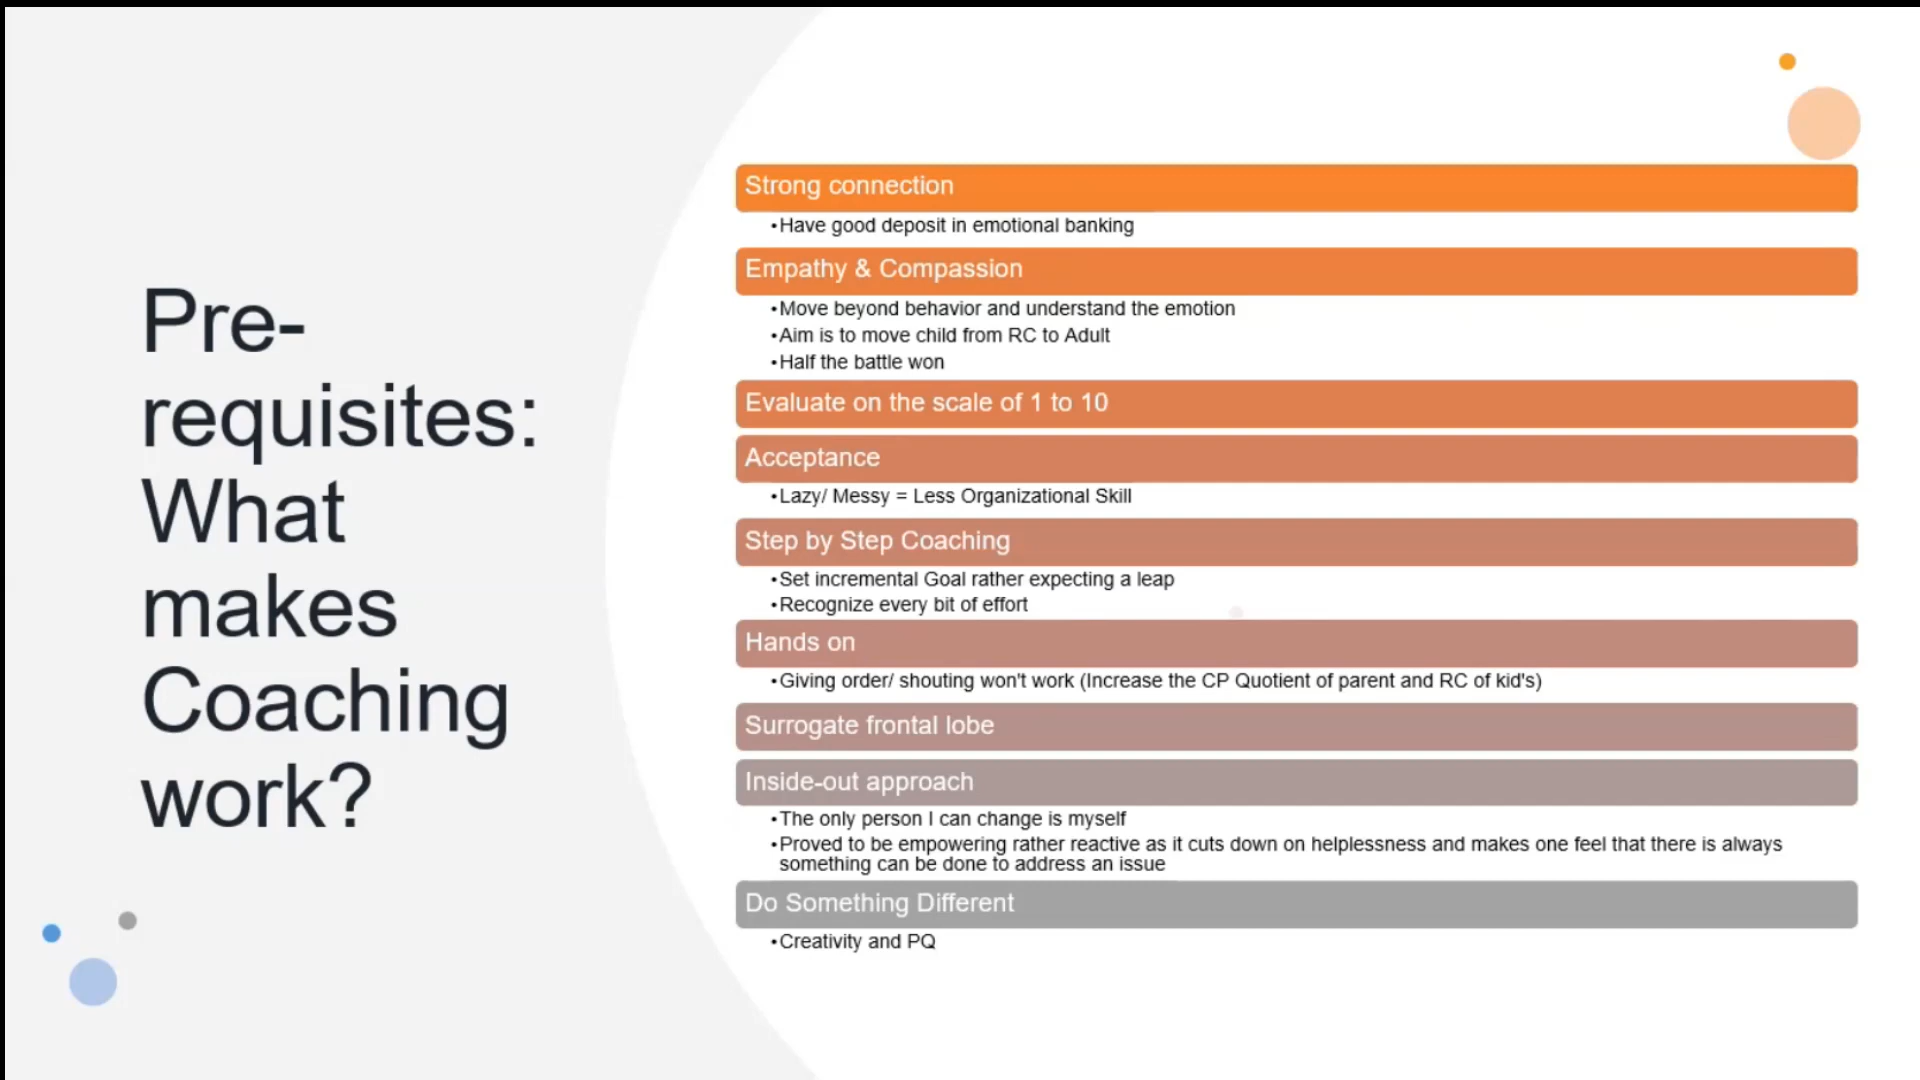 Pre-
requisites:
What
makes
Coaching
work?
Strong connection
•Have good deposit in emotional banking
Empathy & Compassion
•Move beyond behavior and understand the emotion
•Aim is to move child from RC to Adult
•Half the battle won
Evaluate on the scale of 1 to 10
Acceptance
•Lazy/ Messy = Less Organizational Skill
Step by Step Coaching
•Set incremental Goal rather expecting a leap
•Recognize every bit of effort
Hands on
•Giving order/ shouting won't work (Increase the CP Quotient of parent and RC of kid's)
Surrogate frontal lobe
Inside-out approach
•The only person I can change is myself
•Proved to be empowering rather reactive as it cuts down on helplessness and makes one feel that there is always
something can be done to address an issue
Do Something Different
•Creativity and PQ